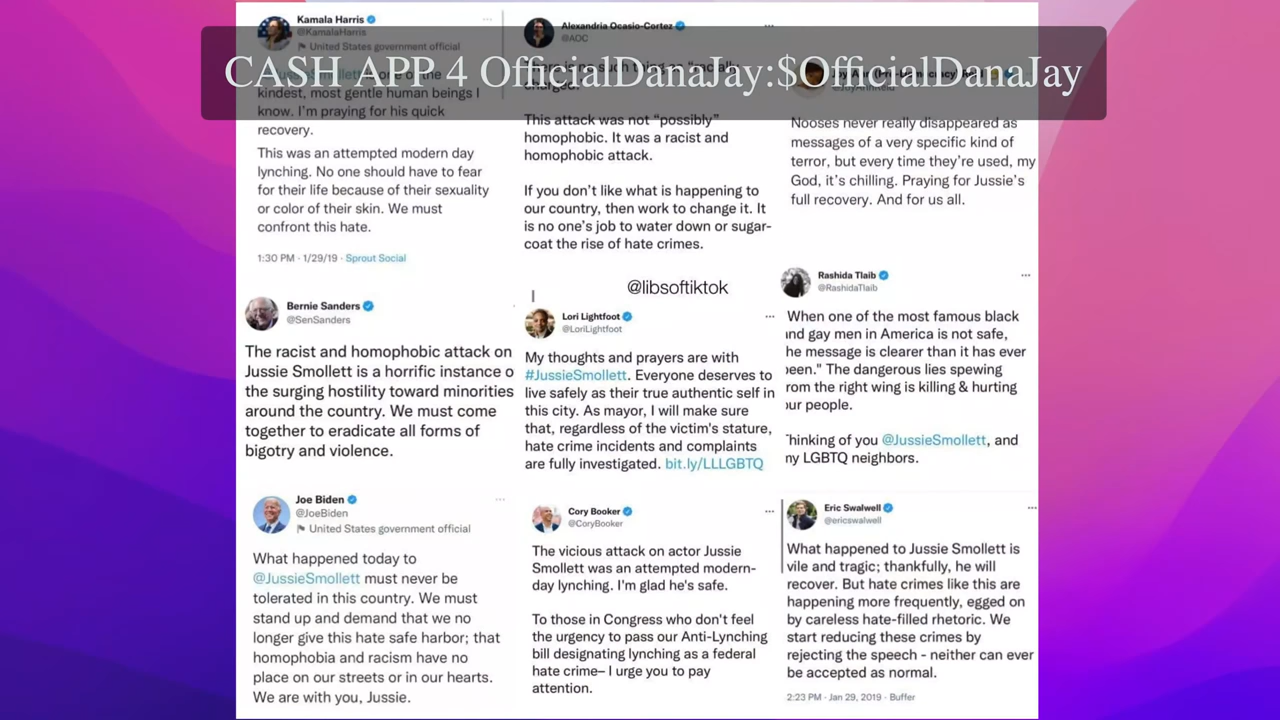 CASH APP 4 OfficialDanaJay:$OfficialDanaJay
Kamala Harris
@KamalaHarris
United States government official
kindest, most gentle human beings I
know. I'm praying for his quick
recovery.
This was an attempted modern day
lynching. No one should have to fear
for their life because of their sexuality
or color of their skin. We must
confront this hate.
1:30 PM · 1/29/19 · Sprout Social
Alexandria Ocasio-Cortez
@AOC
charged.
This attack was not "possibly"
homophobic. It was a racist and
homophobic attack.
If you don't like what is happening to
our country, then work to change it. It
is no one's job to water down or sugar-
coat the rise of hate crimes.
Nooses never really disappeared as
messages of a very specific kind of
terror, but every time they're used, my
God, it's chilling. Praying for Jussie's
full recovery. And for us all.
@libsoftiktok
Bernie Sanders
@SenSanders
The racist and homophobic attack on
Jussie Smollett is a horrific instance o
the surging hostility toward minorities
around the country. We must come
together to eradicate all forms of
bigotry and violence.
Lori Lightfoot
@LoriLightfoot
My thoughts and prayers are with
#JussieSmollett. Everyone deserves to
live safely as their true authentic self in
this city. As mayor, I will make sure
that, regardless of the victim's stature,
hate crime incidents and complaints
are fully investigated. bit.ly/LLLGBTQ
Rashida Tlaib
@RashidaTlaib
When one of the most famous black
and gay men in America is not safe,
he message is clearer than it has ever
been." The dangerous lies spewing
rom the right wing is killing & hurting
our people.
Thinking of you @JussieSmollett, and
my LGBTQ neighbors.
Joe Biden
@JoeBiden
United States government official
What happened today to
@JussieSmollett must never be
tolerated in this country. We must
stand up and demand that we no
longer give this hate safe harbor; that
homophobia and racism have no
place on our streets or in our hearts.
We are with you, Jussie.
Cory Booker
@CoryBooker
The vicious attack on actor Jussie
Smollett was an attempted modern-
day lynching. I'm glad he's safe.
To those in Congress who don't feel
the urgency to pass our Anti-Lynching
bill designating lynching as a federal
hate crime– I urge you to pay
attention.
Eric Swalwell
@ericswalwell
What happened to Jussie Smollett is
vile and tragic; thankfully, he will
recover. But hate crimes like this are
happening more frequently, egged on
by careless hate-filled rhetoric. We
start reducing these crimes by
rejecting the speech - neither can ever
be accepted as normal.
2:23 PM · Jan 29, 2019 · Buffer